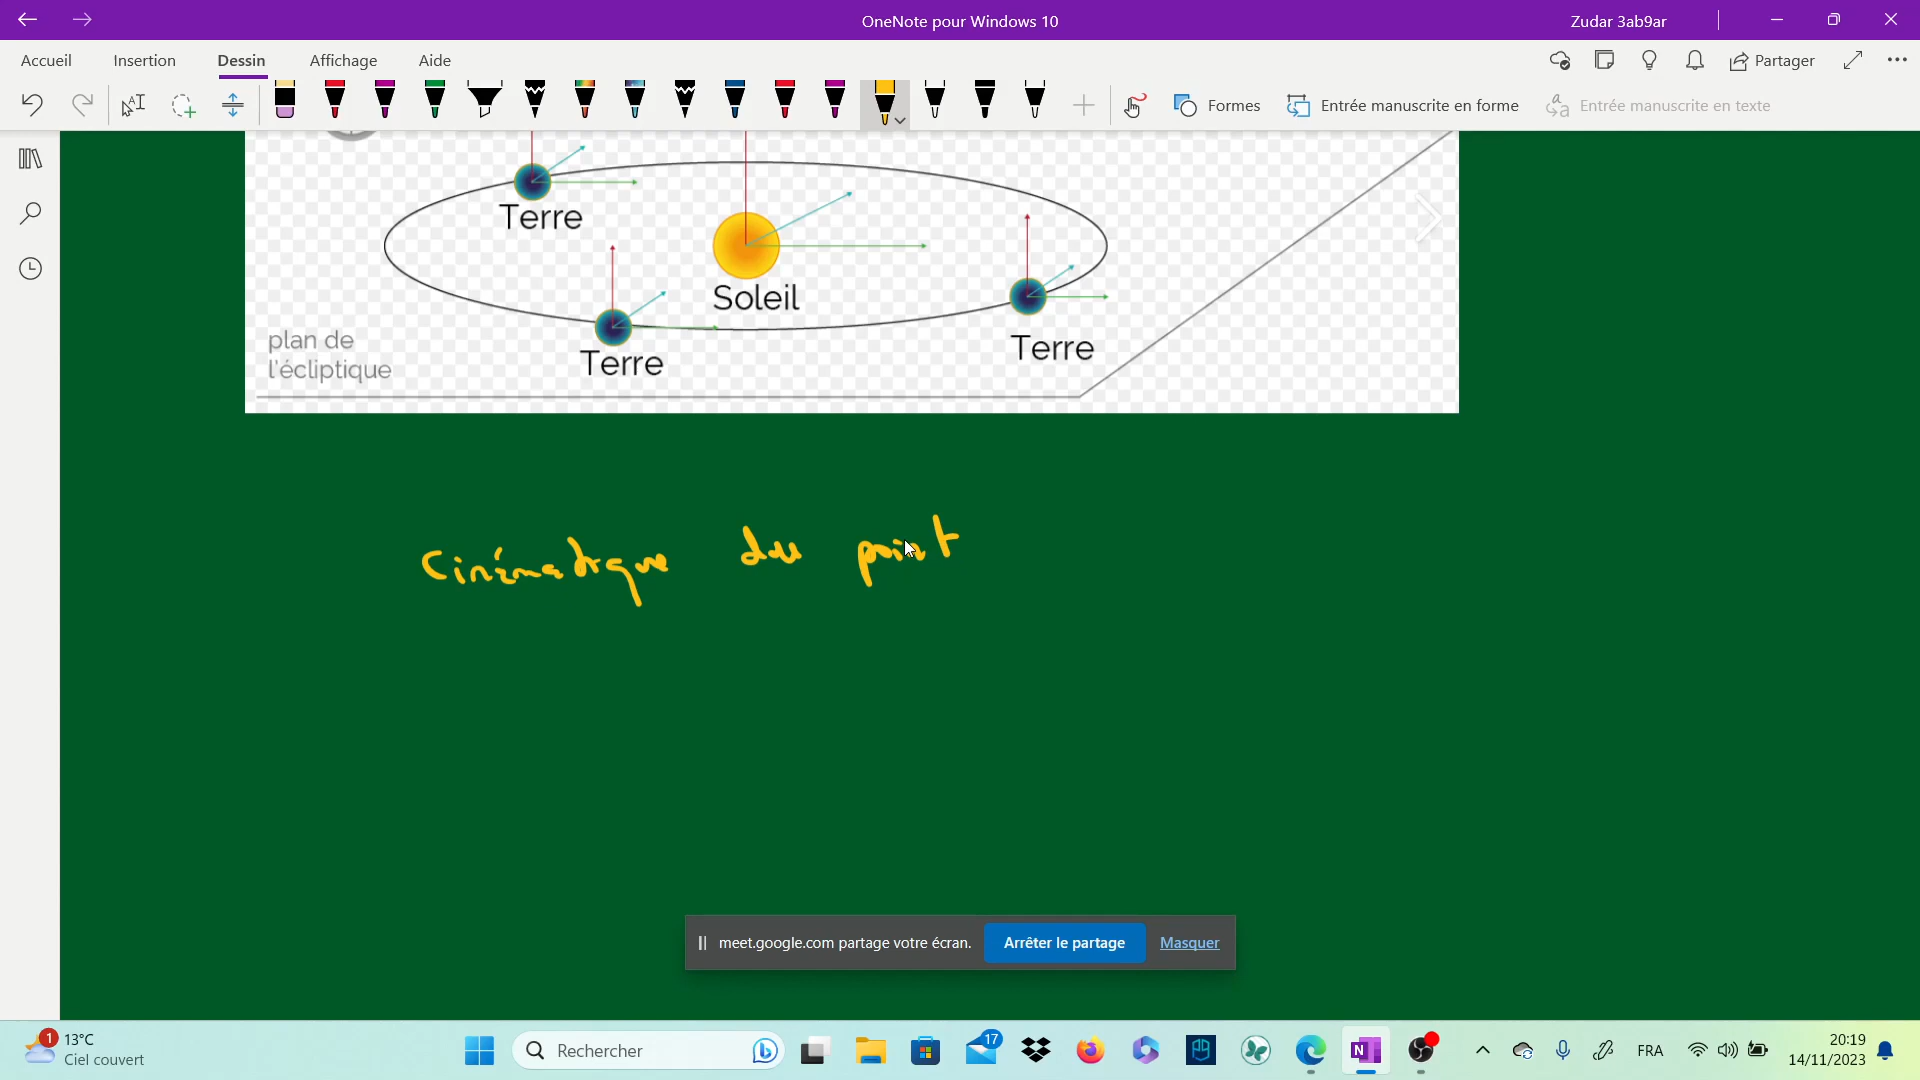 OneNote pour Windows 10
Zudar 3ab9ar
Accueil
Insertion
Dessin
Affichage
Aide
Partager
Formes
Entrée manuscrite en forme
Entrée manuscrite en texte
Terre
Soleil
Terre
Terre
plan de
l'écliptique
Cinématique du point
meet.google.com partage votre écran.
Arrêter le partage
Masquer
1
13°C
Ciel couvert
Rechercher
17
FRA
20:19
14/11/2023